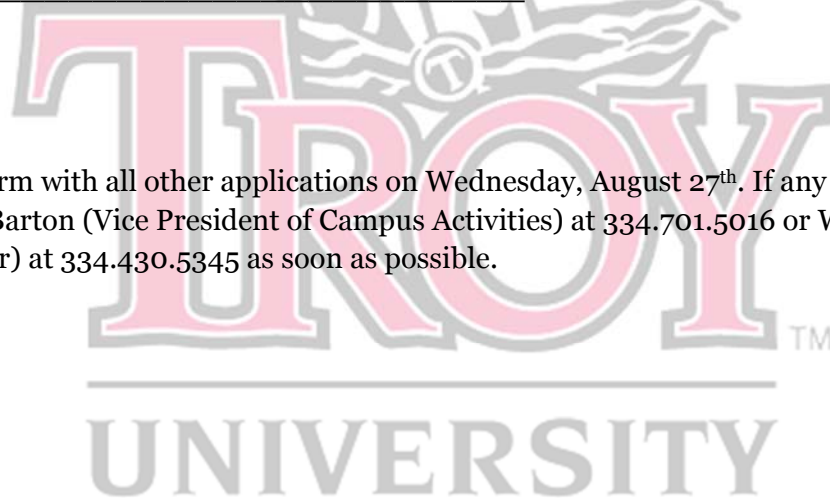 TROY
T
rm with all other applications on Wednesday, August 27th. If any
Barton (Vice President of Campus Activities) at 334.701.5016 or W
r) at 334.430.5345 as soon as possible.
TM
UNIVERSITY